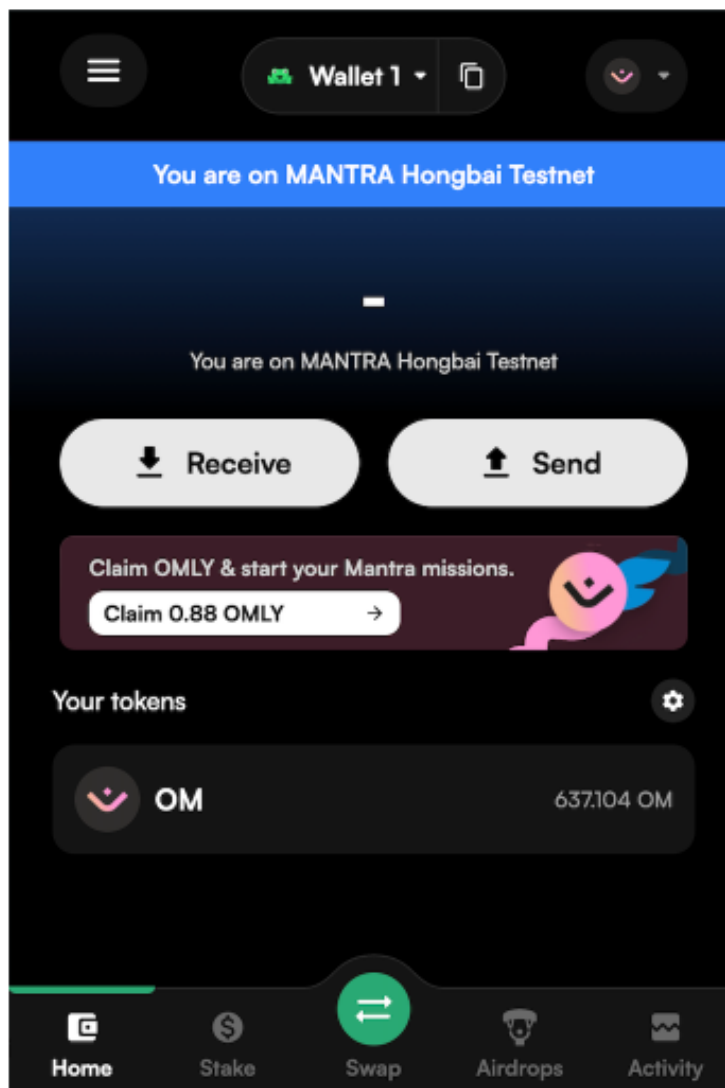 Wallet 1
You are on MANTRA Hongbai Testnet
-
You are on MANTRA Hongbai Testnet
Receive
Send
Claim OMLY & start your Mantra missions.
Claim 0.88 OMLY →
Your tokens
OM
637.104 OM
Home
Stake
Swap
Airdrops
Activity